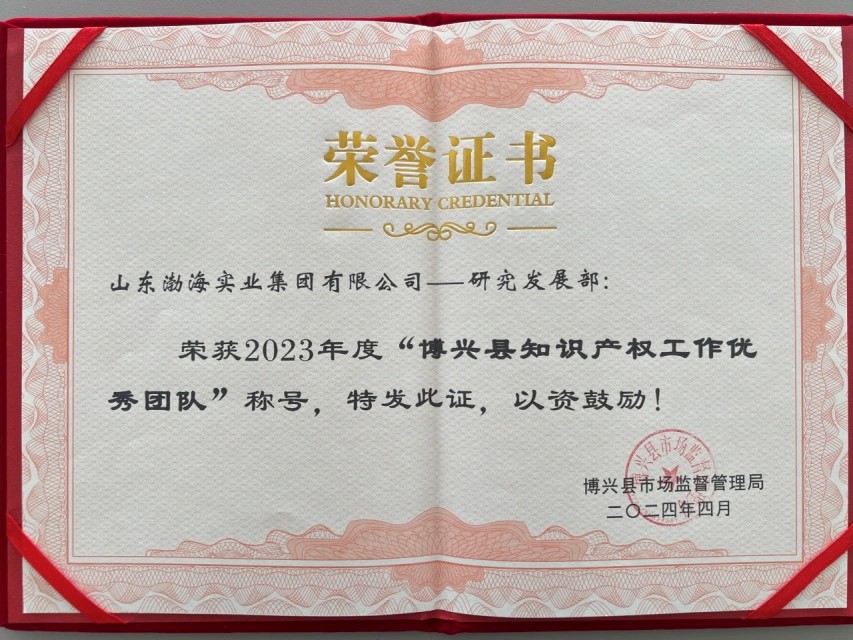 荣誉证书
HONORARY CREDENTIAL
山东渤海实业集团有限公司——研究发展部：
荣获2023年度“博兴县知识产权工作优
秀团队”称号，特发此证，以资鼓励！
博兴县市场监督管理局
二〇二四年四月